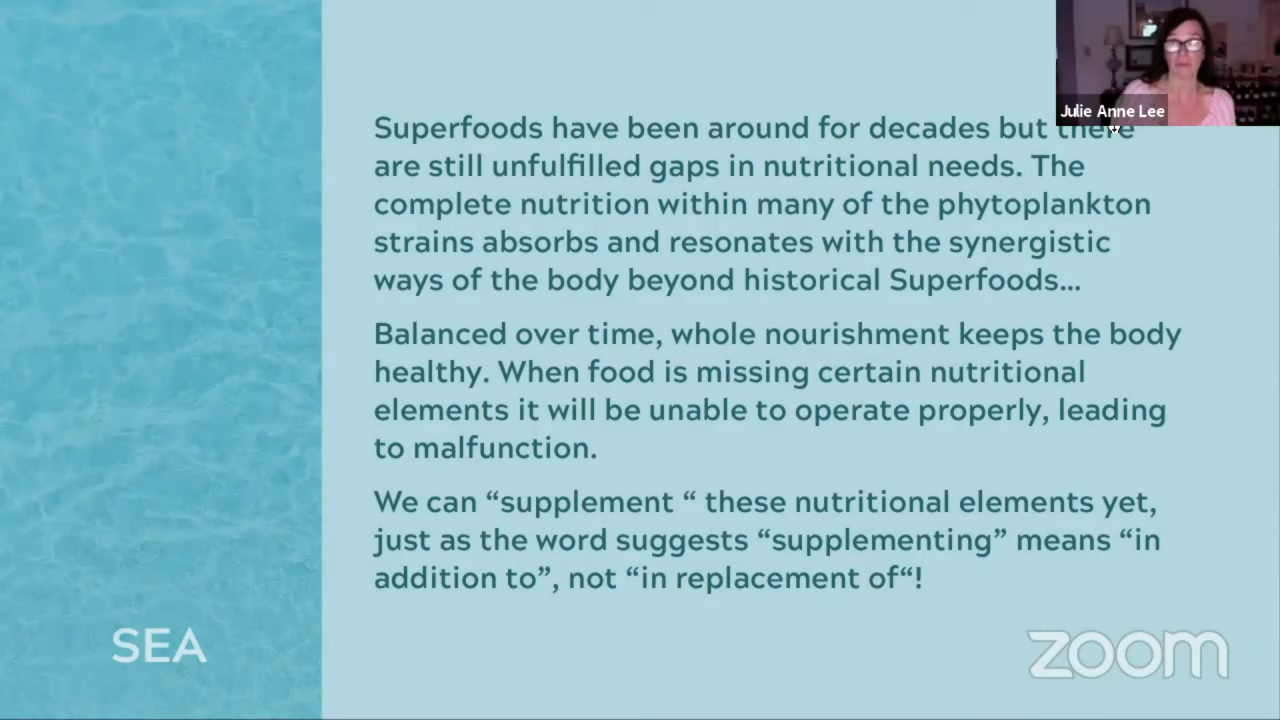 Julie Anne Lee
Superfoods have been around for decades but there
are still unfulfilled gaps in nutritional needs. The
complete nutrition within many of the phytoplankton
strains absorbs and resonates with the synergistic
ways of the body beyond historical Superfoods...
Balanced over time, whole nourishment keeps the body
healthy. When food is missing certain nutritional
elements it will be unable to operate properly, leading
to malfunction.
We can “supplement “ these nutritional elements yet,
just as the word suggests “supplementing” means “in
addition to”, not “in replacement of“!
SEA
zoom